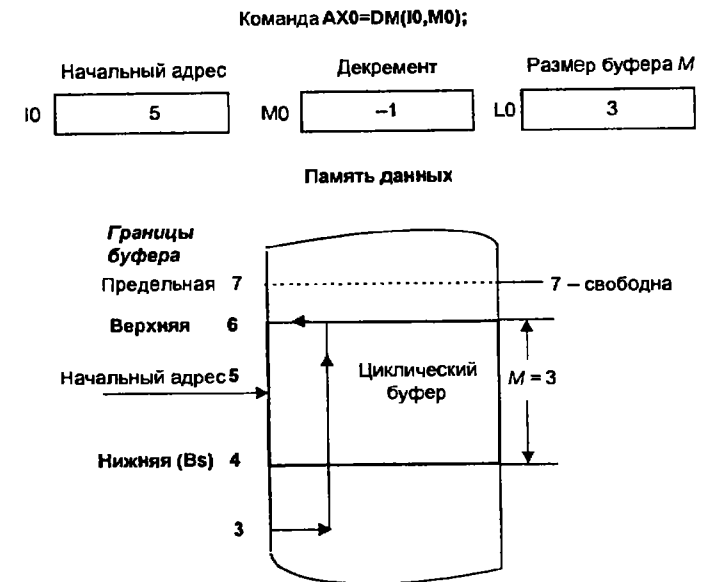 Команда AX0=DM(I0,M0);
Начальный адрес
Декремент
Размер буфера M
I0
5
M0
–1
L0
3
Память данных
Границы
буфера
Предельная 7
7 – свободна
Верхняя 6
Начальный адрес 5
Циклический
буфер
M = 3
Нижняя (Bs) 4
3